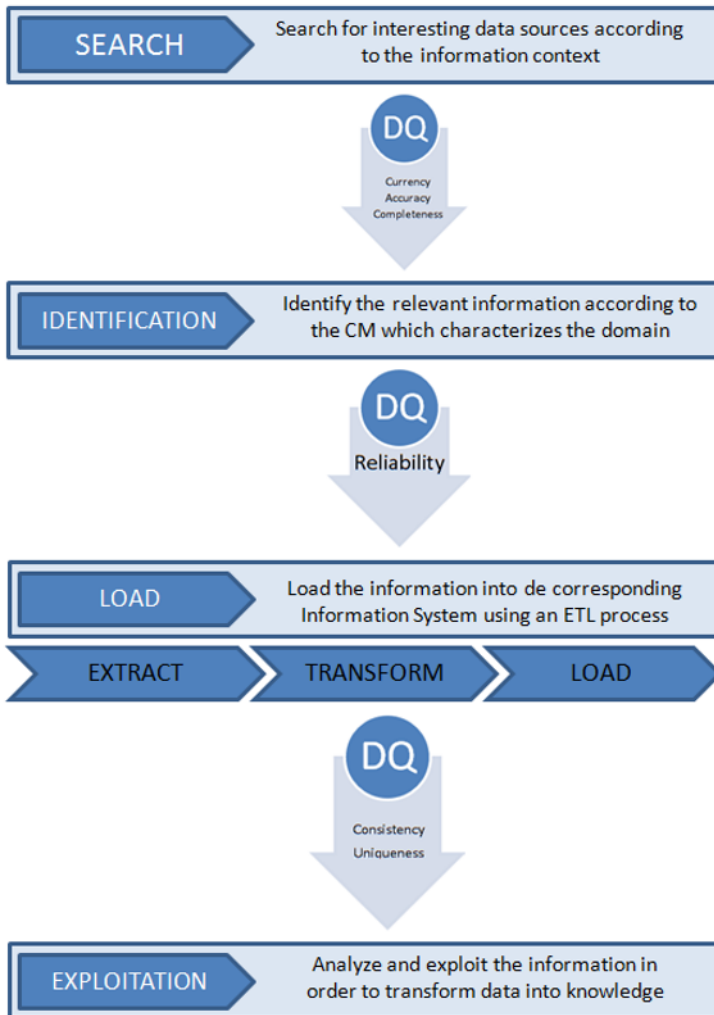 SEARCH
Search for interesting data sources according
to the information context
DQ
Currency
Accuracy
Completeness
IDENTIFICATION
Identify the relevant information according to
the CM which characterizes the domain
DQ
Reliability
LOAD
Load the information into de corresponding
Information System using an ETL process
EXTRACT
TRANSFORM
LOAD
DQ
Consistency
Uniqueness
EXPLOITATION
Analyze and exploit the information in
order to transform data into knowledge